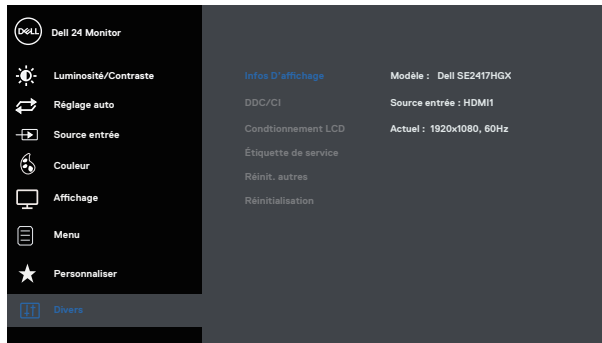 DELL Dell 24 Monitor
Luminosité/Contraste
Réglage auto
Source entrée
Couleur
Affichage
Menu
Personnaliser
Divers
Infos D'affichage
DDC/CI
Condtionnement LCD
Étiquette de service
Réinit. autres
Réinitialisation
Modèle : Dell SE2417HGX
Source entrée : HDMI1
Actuel : 1920x1080, 60Hz